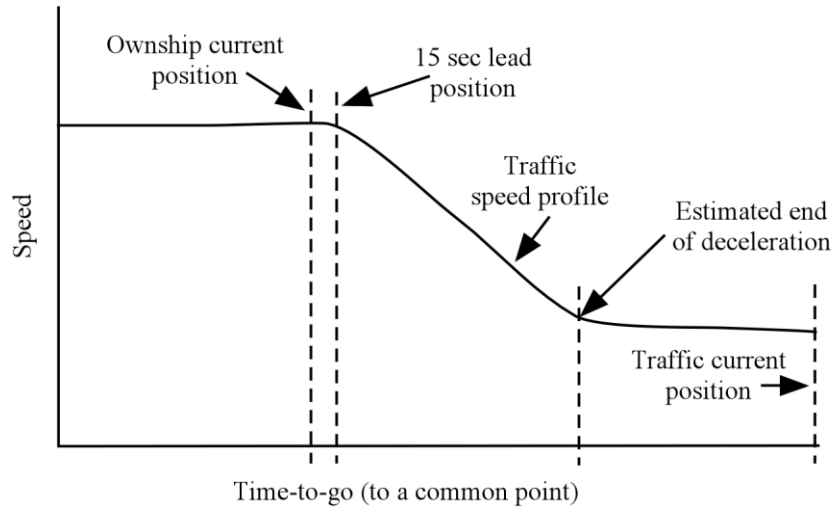 Ownship current
position
15 sec lead
position
Traffic
speed profile
Estimated end
of deceleration
Speed
Traffic current
position
Time-to-go (to a common point)